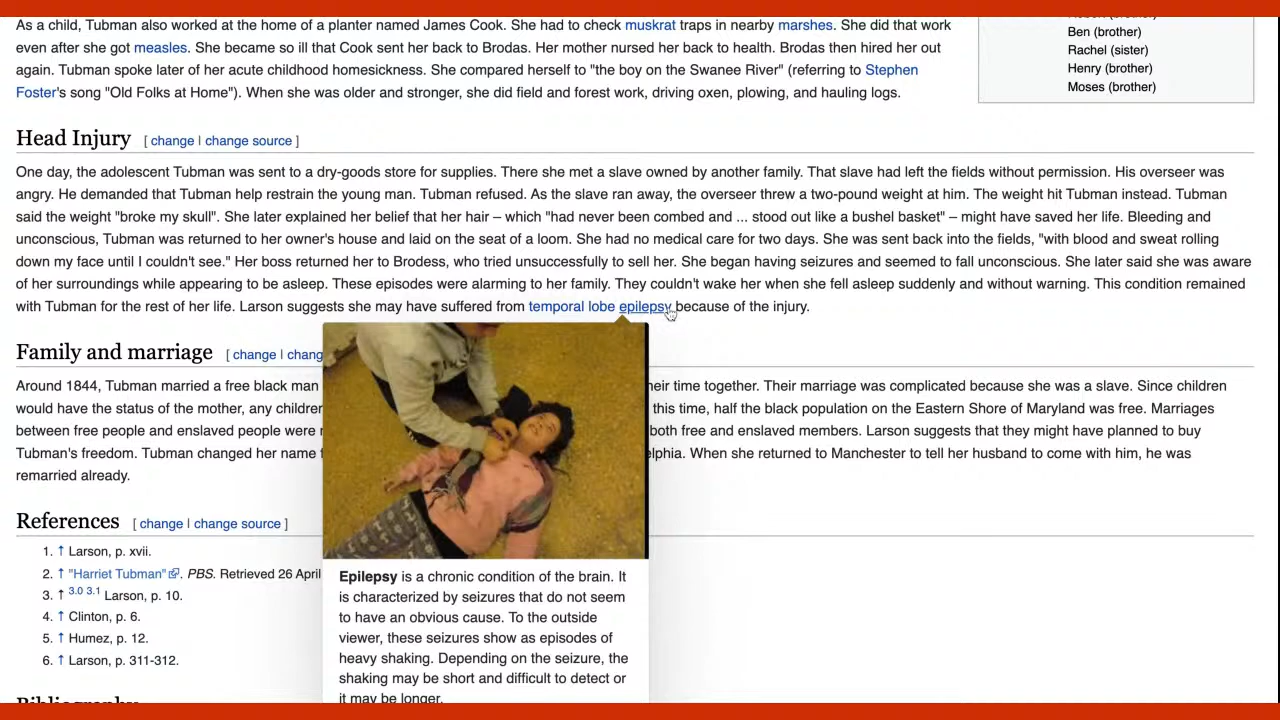 As a child, Tubman also worked at the home of a planter named James Cook. She had to check muskrat traps in nearby marshes. She did that work
even after she got measles. She became so ill that Cook sent her back to Brodas. Her mother nursed her back to health. Brodas then hired her out
again. Tubman spoke later of her acute childhood homesickness. She compared herself to "the boy on the Swanee River" (referring to Stephen
Foster's song "Old Folks at Home"). When she was older and stronger, she did field and forest work, driving oxen, plowing, and hauling logs.
Ben (brother)
Rachel (sister)
Henry (brother)
Moses (brother)
Head Injury [ change | change source ]
One day, the adolescent Tubman was sent to a dry-goods store for supplies. There she met a slave owned by another family. That slave had left the fields without permission. His overseer was
angry. He demanded that Tubman help restrain the young man. Tubman refused. As the slave ran away, the overseer threw a two-pound weight at him. The weight hit Tubman instead. Tubman
said the weight "broke my skull". She later explained her belief that her hair – which "had never been combed and ... stood out like a bushel basket" – might have saved her life. Bleeding and
unconscious, Tubman was returned to her owner's house and laid on the seat of a loom. She had no medical care for two days. She was sent back into the fields, "with blood and sweat rolling
down my face until I couldn't see." Her boss returned her to Brodess, who tried unsuccessfully to sell her. She began having seizures and seemed to fall unconscious. She later said she was aware
of her surroundings while appearing to be asleep. These episodes were alarming to her family. They couldn't wake her when she fell asleep suddenly and without warning. This condition remained
with Tubman for the rest of her life. Larson suggests she may have suffered from temporal lobe epilepsy because of the injury.
Family and marriage [ change | chang
Around 1844, Tubman married a free black man heir time together. Their marriage was complicated because she was a slave. Since children
would have the status of the mother, any children this time, half the black population on the Eastern Shore of Maryland was free. Marriages
between free people and enslaved people were both free and enslaved members. Larson suggests that they might have planned to buy
Tubman's freedom. Tubman changed her name elphia. When she returned to Manchester to tell her husband to come with him, he was
remarried already.
References [ change | change source ]
1. ↑ Larson, p. xvii.
2. ↑ "Harriet Tubman". PBS. Retrieved 26 April
3. ↑ 3.0 3.1 Larson, p. 10.
4. ↑ Clinton, p. 6.
5. ↑ Humez, p. 12.
6. ↑ Larson, p. 311-312.
Epilepsy is a chronic condition of the brain. It
is characterized by seizures that do not seem
to have an obvious cause. To the outside
viewer, these seizures show as episodes of
heavy shaking. Depending on the seizure, the
shaking may be short and difficult to detect or
it may be longer.